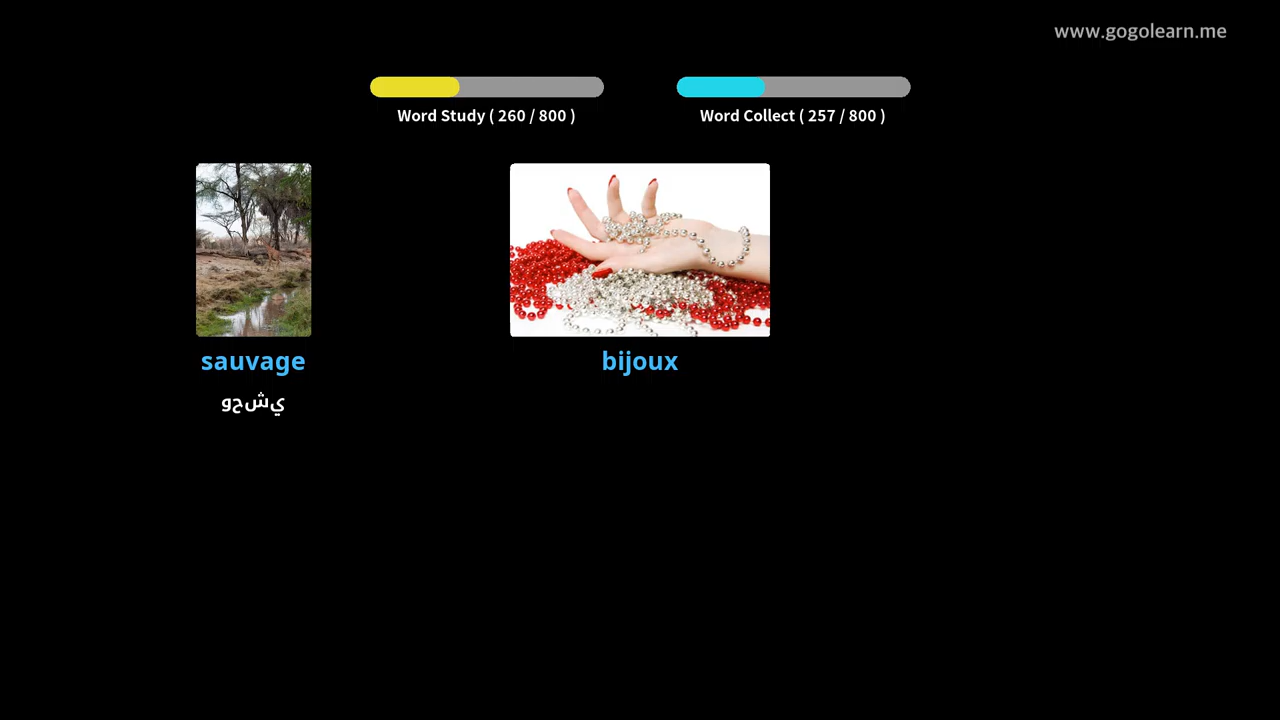 www.gogolearn.me
Word Study ( 260 / 800 )
Word Collect ( 257 / 800 )
sauvage
bijoux
وحشي